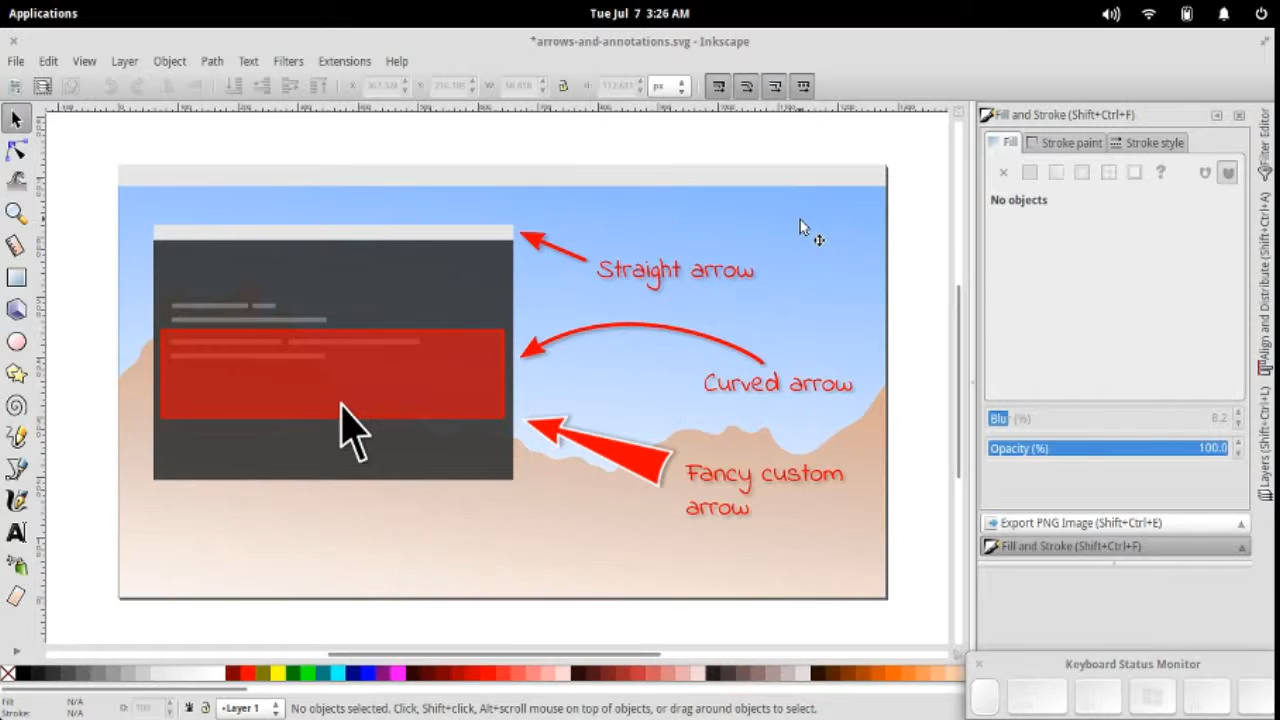 Applications
Tue Jul 7 3:26 AM
*arrows-and-annotations.svg - Inkscape
File Edit View Layer Object Path Text Filters Extensions Help
X: Y: W: H: px
Fill and Stroke (Shift+Ctrl+F)
Fill Stroke paint Stroke style
No objects
Straight arrow
Curved arrow
Fancy custom
arrow
Blur (%) 8.2
Opacity (%) 100.0
Export PNG Image (Shift+Ctrl+E)
Fill and Stroke (Shift+Ctrl+F)
Filter Editor
Align and Distribute (Shift+Ctrl+A)
Layers (Shift+Ctrl+L)
Keyboard Status Monitor
Fill: N/A
Stroke: N/A
O: 100
Layer 1
No objects selected. Click, Shift+click, Alt+scroll mouse on top of objects, or drag around objects to select.